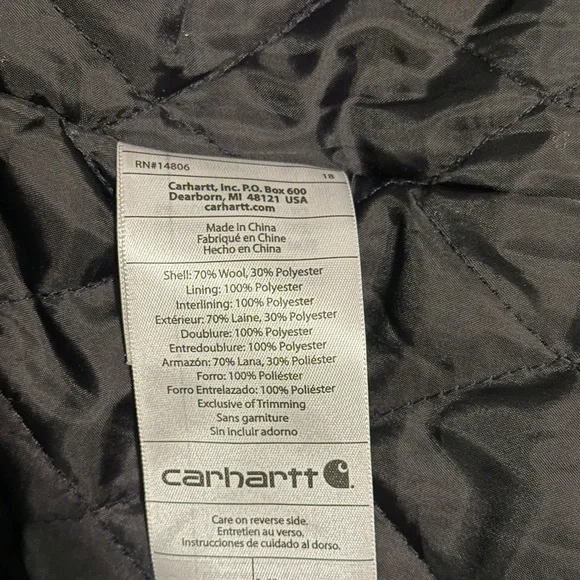 RN#14806
18
Carhartt, Inc. P.O. Box 600
Dearborn, MI 48121 USA
carhartt.com
Made in China
Fabriqué en Chine
Hecho en China
Shell: 70% Wool, 30% Polyester
Lining: 100% Polyester
Interlining: 100% Polyester
Extérieur: 70% Laine, 30% Polyester
Doublure: 100% Polyester
Entredoublure: 100% Polyester
Armazón: 70% Lana, 30% Poliéster
Forro: 100% Poliéster
Forro Entrelazado: 100% Poliéster
Exclusive of Trimming
Sans garniture
Sin incluir adorno
carhartt
Care on reverse side.
Entretien au verso.
Instrucciones de cuidado al dorso.